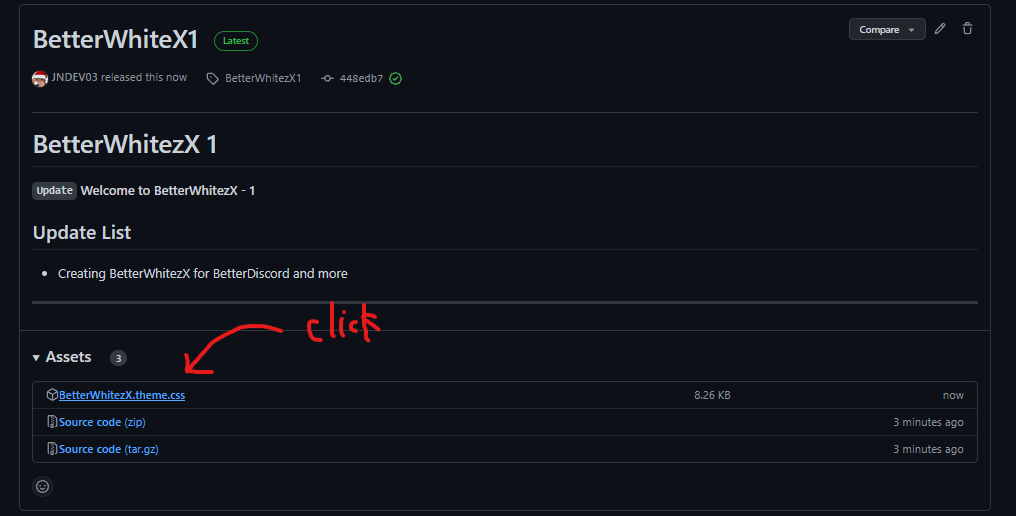 BetterWhiteX1 Latest Compare
JNDEV03 released this now BetterWhitezX1 448edb7
BetterWhitezX 1
Update Welcome to BetterWhitezX - 1
Update List
Creating BetterWhitezX for BetterDiscord and more
click
Assets 3
BetterWhitezX.theme.css 8.26 KB now
Source code (zip) 3 minutes ago
Source code (tar.gz) 3 minutes ago